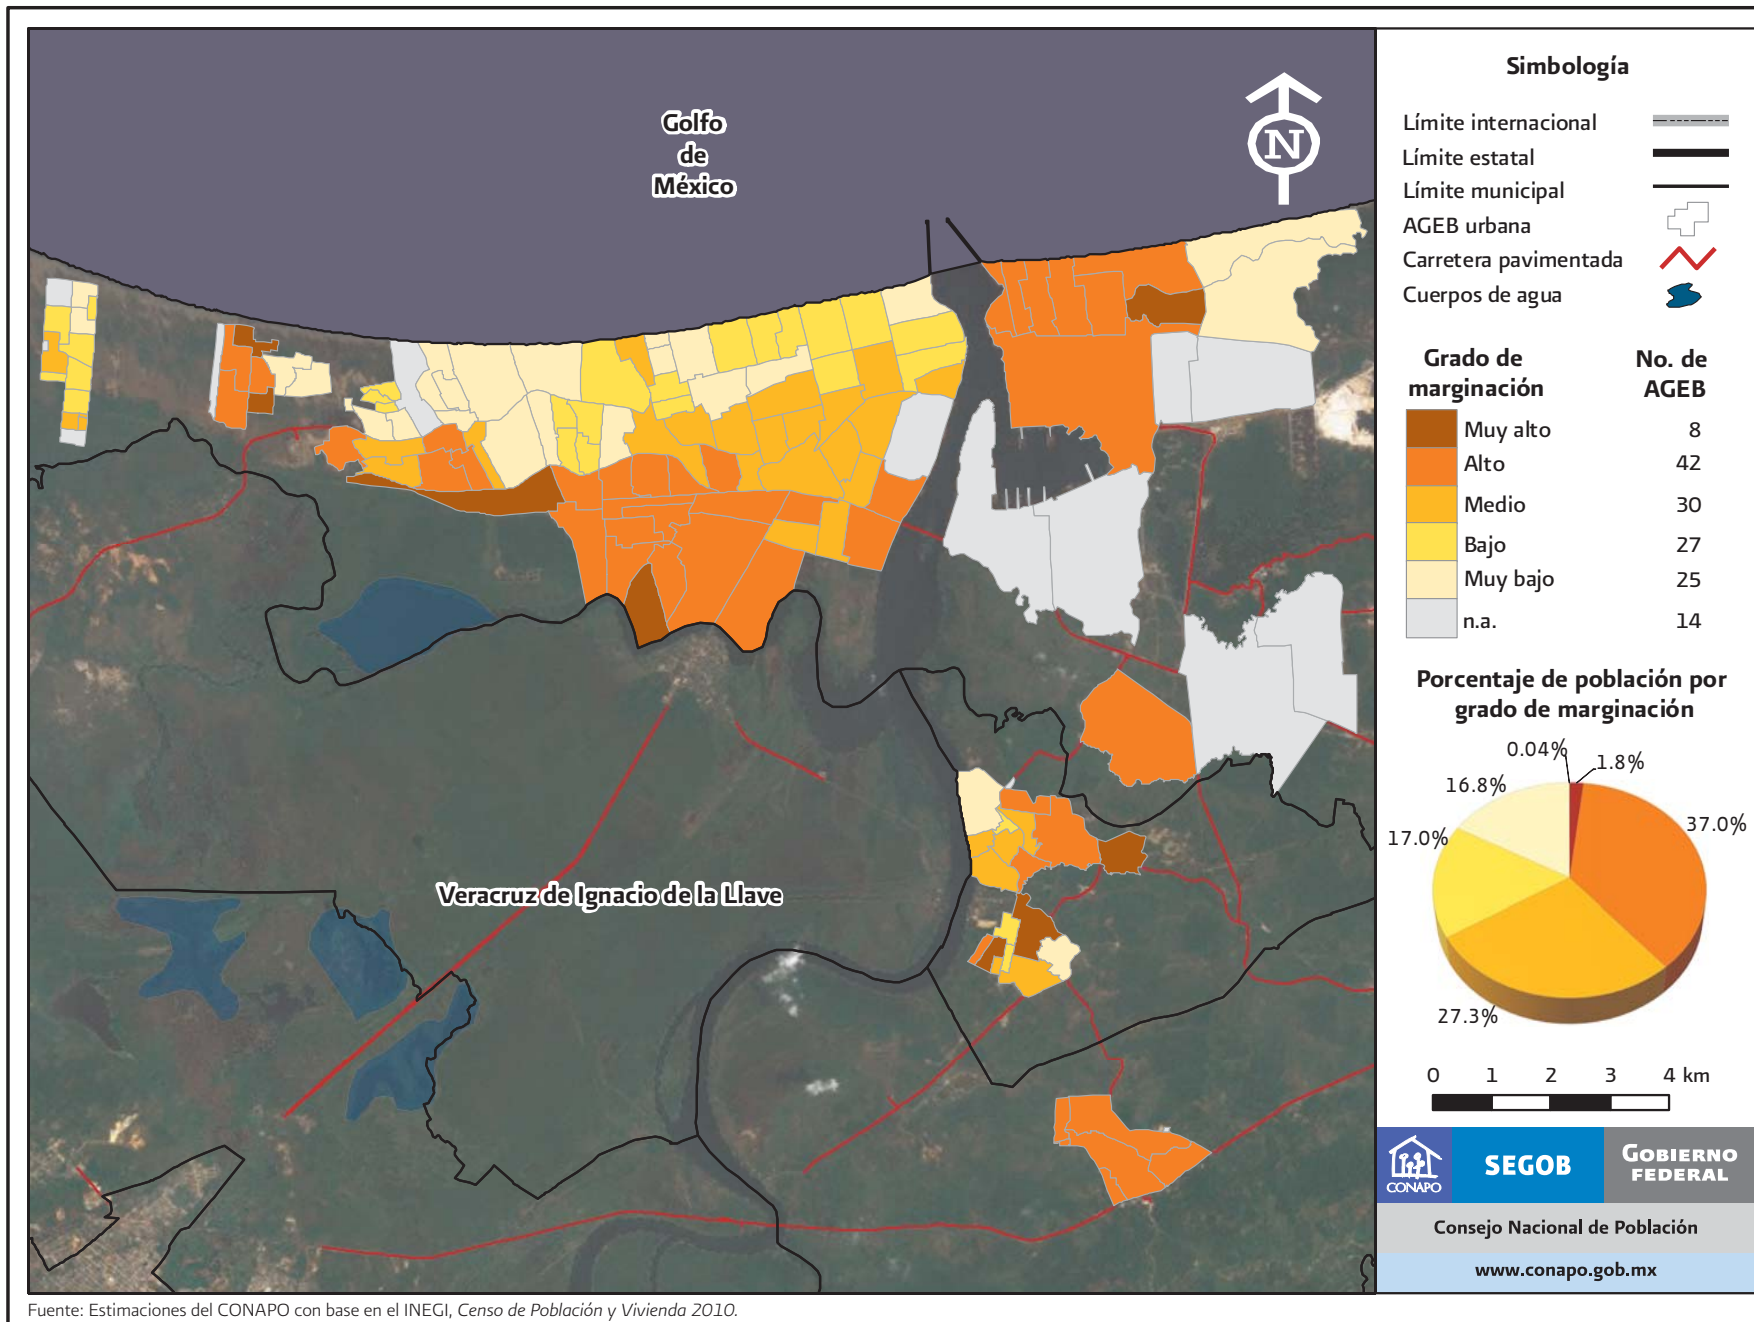 Golfo
de
México
N
Veracruz de Ignacio de la Llave
Simbología
Límite internacional
Límite estatal
Límite municipal
AGEB urbana
Carretera pavimentada
Cuerpos de agua
Grado de marginación No. de AGEB
Muy alto 8
Alto 42
Medio 30
Bajo 27
Muy bajo 25
n.a. 14
Porcentaje de población por
grado de marginación
0.04%
1.8%
16.8%
37.0%
17.0%
27.3%
0 1 2 3 4 km
CONAPO
SEGOB
GOBIERNO
FEDERAL
Consejo Nacional de Población
www.conapo.gob.mx
Fuente: Estimaciones del CONAPO con base en el INEGI, Censo de Población y Vivienda 2010.